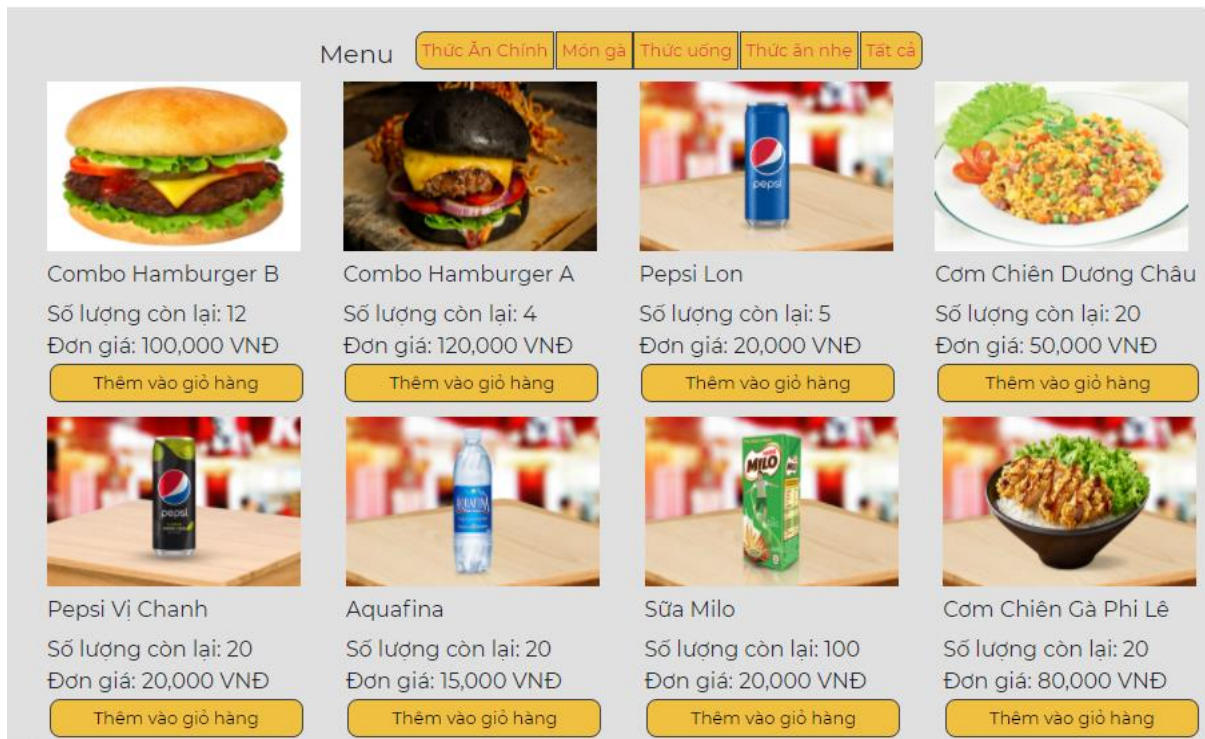 Menu Thức Ăn Chính Món gà Thức uống Thức ăn nhẹ Tất cả
pepsi
Combo Hamburger B Combo Hamburger A Pepsi Lon Cơm Chiên Dương Châu
Số lượng còn lại: 12 Số lượng còn lại: 4 Số lượng còn lại: 5 Số lượng còn lại: 20
Đơn giá: 100,000 VNĐ Đơn giá: 120,000 VNĐ Đơn giá: 20,000 VNĐ Đơn giá: 50,000 VNĐ
Thêm vào giỏ hàng Thêm vào giỏ hàng Thêm vào giỏ hàng Thêm vào giỏ hàng
pepsi AQUAFINA MILO
Pepsi Vị Chanh Aquafina Sữa Milo Cơm Chiên Gà Phi Lê
Số lượng còn lại: 20 Số lượng còn lại: 20 Số lượng còn lại: 100 Số lượng còn lại: 20
Đơn giá: 20,000 VNĐ Đơn giá: 15,000 VNĐ Đơn giá: 20,000 VNĐ Đơn giá: 80,000 VNĐ
Thêm vào giỏ hàng Thêm vào giỏ hàng Thêm vào giỏ hàng Thêm vào giỏ hàng